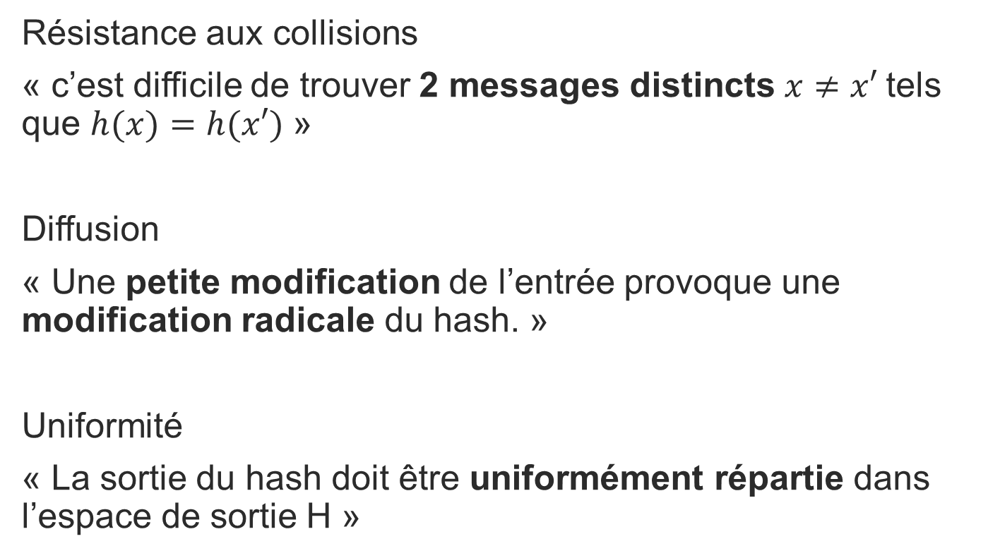 Résistance aux collisions
« c’est difficile de trouver 2 messages distincts x ≠ x′ tels
que h(x) = h(x′) »
Diffusion
« Une petite modification de l’entrée provoque une
modification radicale du hash. »
Uniformité
« La sortie du hash doit être uniformément répartie dans
l’espace de sortie H »